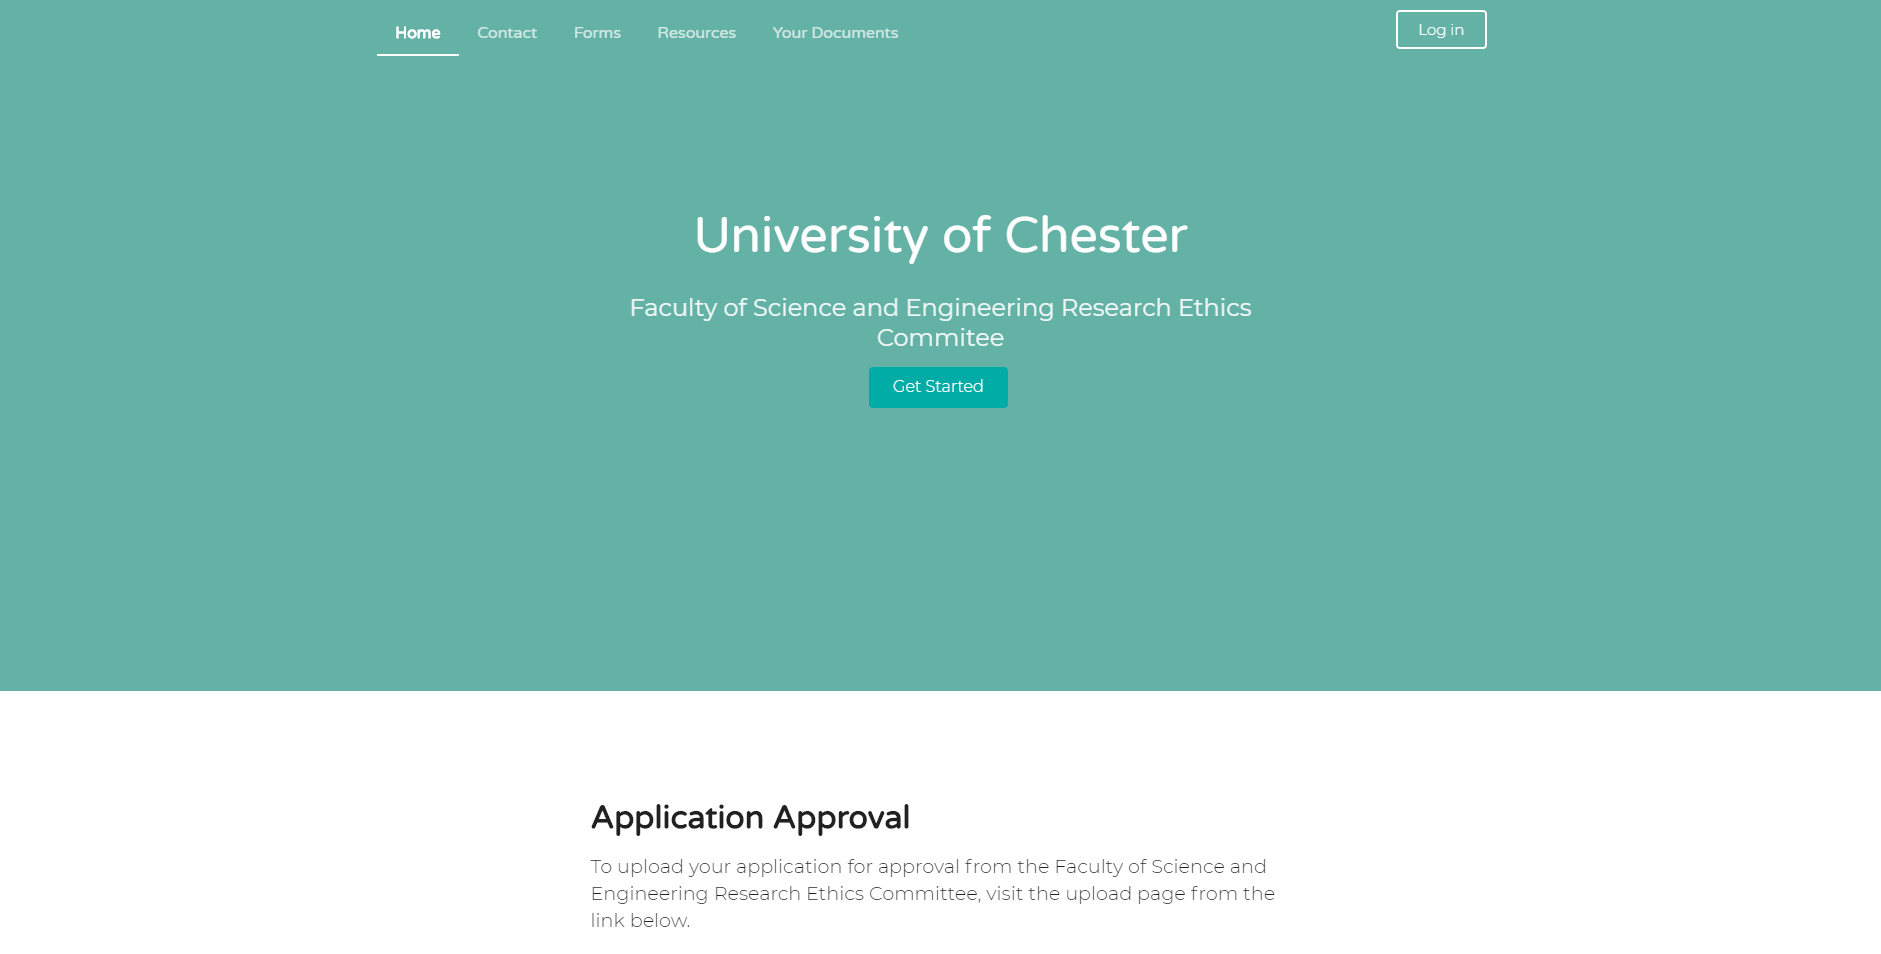 Home Contact Forms Resources Your Documents Log in
University of Chester
Faculty of Science and Engineering Research Ethics
Commitee
Get Started
Application Approval
To upload your application for approval from the Faculty of Science and
Engineering Research Ethics Committee, visit the upload page from the
link below.